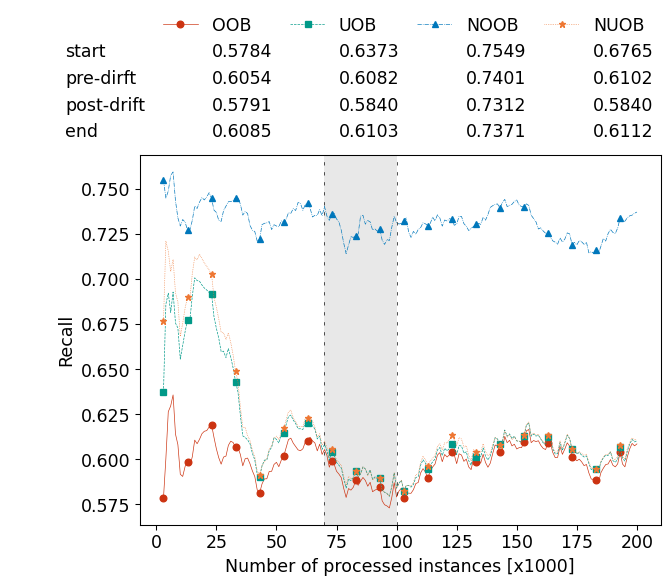 OOB UOB NOOB NUOB
start 0.5784 0.6373 0.7549 0.6765
pre-dirft 0.6054 0.6082 0.7401 0.6102
post-drift 0.5791 0.5840 0.7312 0.5840
end 0.6085 0.6103 0.7371 0.6112
0.750
0.725
0.700
0.675
0.650
0.625
0.600
0.575
Recall
0 25 50 75 100 125 150 175 200
Number of processed instances [x1000]